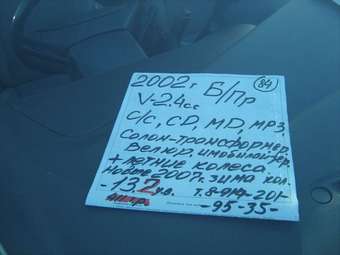 84
2002г Б/Пр
V-2.4cc
C/c, CD, MD, MP3,
Салон-трансформер,
Велюр, иммобилайзер,
+ летние колеса
Новые 2007г. зима кол.
-13.2 у.е. т.8-914-201-
-95-35-